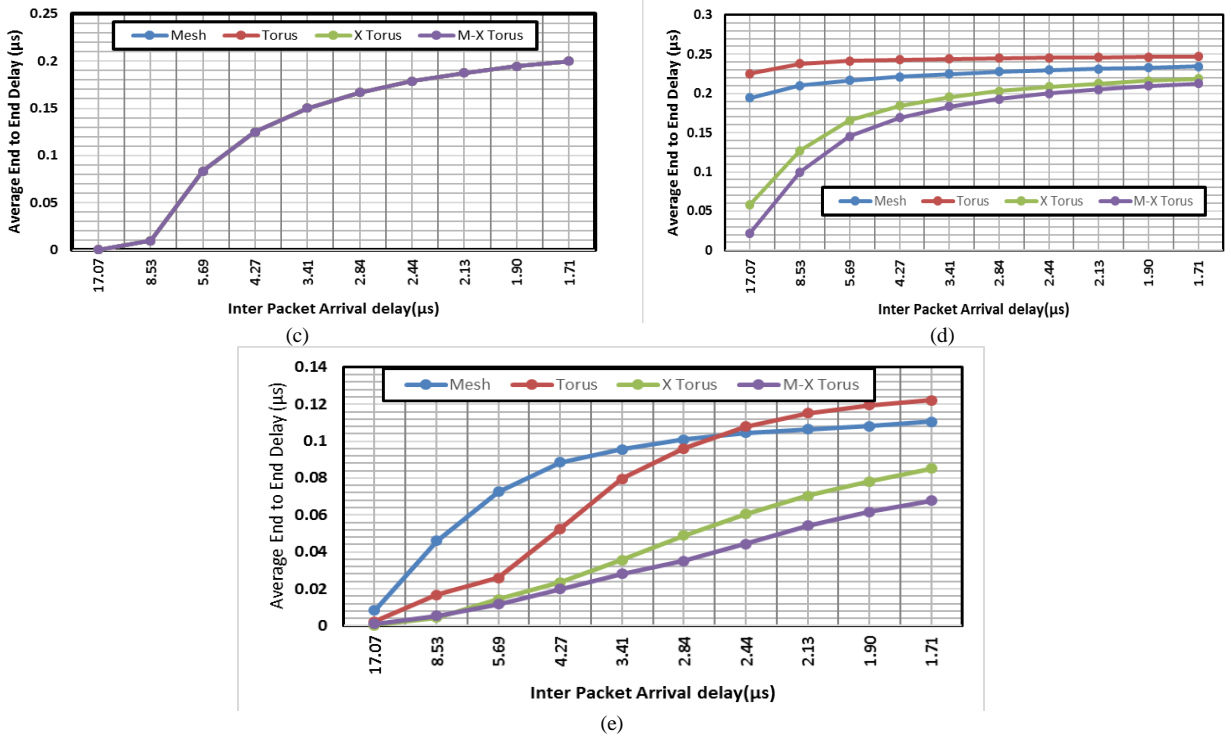 Average End to End Delay (µs)
0.25
0.2
0.15
0.1
0.05
0
Mesh Torus X Torus M-X Torus
17.07 8.53 5.69 4.27 3.41 2.84 2.44 2.13 1.90 1.71
Inter Packet Arrival delay(µs)
(c)
Average End to End Delay (µs)
0.3
0.25
0.2
0.15
0.1
0.05
0
Mesh Torus X Torus M-X Torus
17.07 8.53 5.69 4.27 3.41 2.84 2.44 2.13 1.90 1.71
Inter Packet Arrival delay(µs)
(d)
Average End to End Delay (µs)
0.14
0.12
0.1
0.08
0.06
0.04
0.02
0
Mesh Torus X Torus M-X Torus
17.07 8.53 5.69 4.27 3.41 2.84 2.44 2.13 1.90 1.71
Inter Packet Arrival delay(µs)
(e)